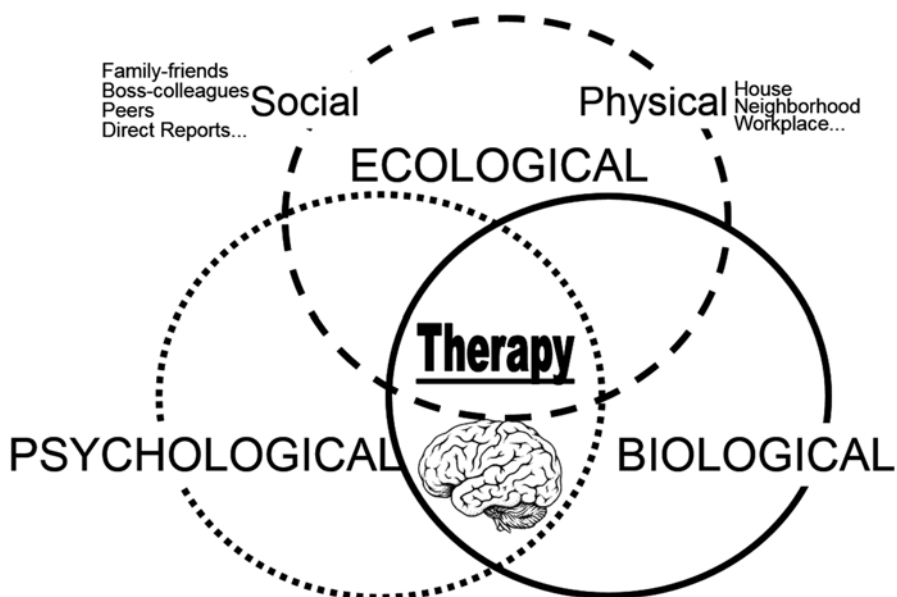 Family-friends
Boss-colleagues
Peers
Direct Reports...
Social
Physical
House
Neighborhood
Workplace...
ECOLOGICAL
Therapy
PSYCHOLOGICAL
BIOLOGICAL